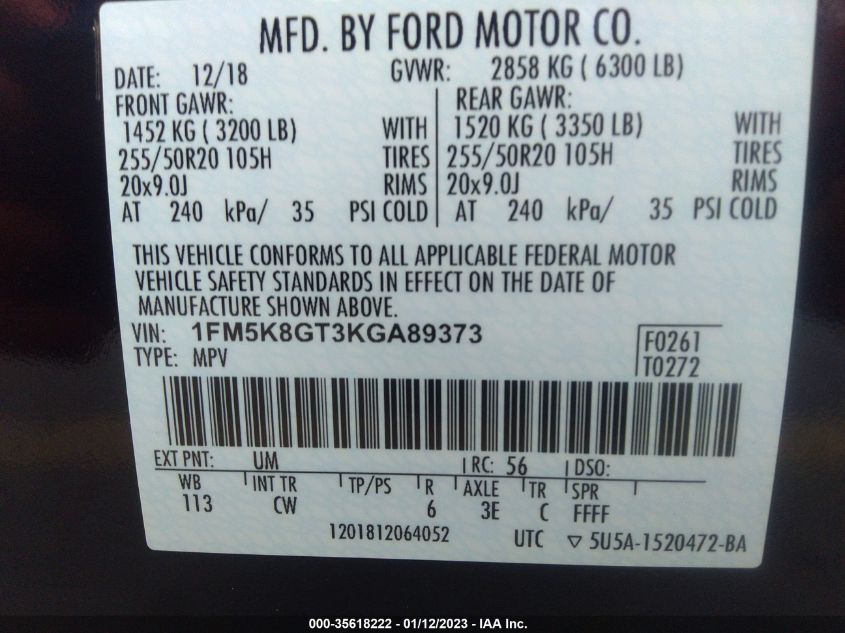 MFD. BY FORD MOTOR CO.
DATE: 12/18 GVWR: 2858 KG ( 6300 LB)
FRONT GAWR: REAR GAWR:
1452 KG ( 3200 LB) WITH 1520 KG ( 3350 LB) WITH
255/50R20 105H TIRES 255/50R20 105H TIRES
20x9.0J RIMS 20x9.0J RIMS
AT 240 kPa/ 35 PSI COLD AT 240 kPa/ 35 PSI COLD
THIS VEHICLE CONFORMS TO ALL APPLICABLE FEDERAL MOTOR
VEHICLE SAFETY STANDARDS IN EFFECT ON THE DATE OF
MANUFACTURE SHOWN ABOVE.
VIN: 1FM5K8GT3KGA89373 F0261
TYPE: MPV T0272
EXT PNT: UM RC: 56 DSO:
WB INT TR TP/PS R AXLE TR SPR
113 CW 6 3E C FFFF
1201812064052 UTC ▽ 5U5A-1520472-BA
000-35618222 - 01/12/2023 - IAA Inc.